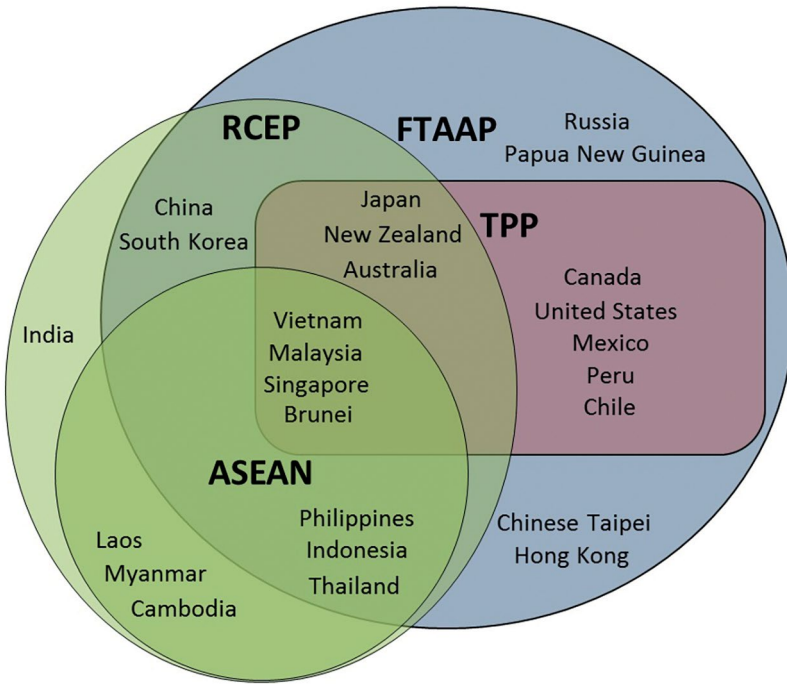 RCEP
FTAAP
Russia
Papua New Guinea
China
South Korea
Japan
New Zealand
Australia
TPP
Canada
United States
Mexico
Peru
Chile
India
Vietnam
Malaysia
Singapore
Brunei
ASEAN
Laos
Myanmar
Cambodia
Philippines
Indonesia
Thailand
Chinese Taipei
Hong Kong